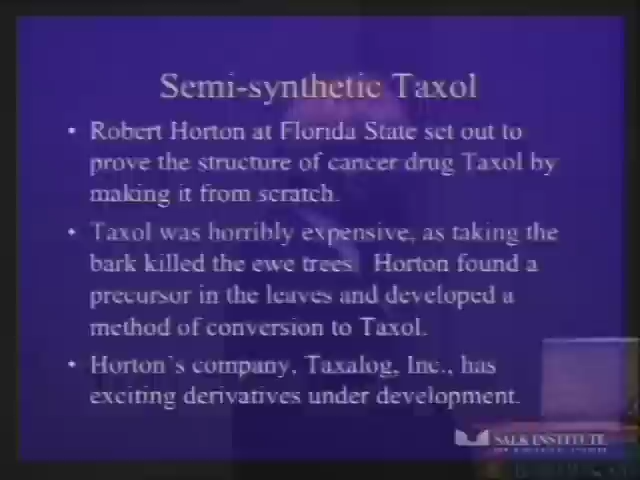 Semi-synthetic Taxol
• Robert Horton at Florida State set out to
prove the structure of cancer drug Taxol by
making it from scratch.
• Taxol was horribly expensive, as taking the
bark killed the ewe trees. Horton found a
precursor in the leaves and developed a
method of conversion to Taxol.
• Horton's company, Taxalog, Inc., has
exciting derivatives under development.
SALK INSTITUTE